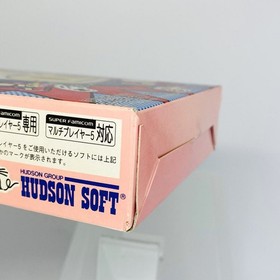 SUPER FAMICOM
レイヤー5 専用
マルチプレイヤー5 対応
イヤー5をご使用いただけるソフトには上記
かのマークが表示されます。
HUDSON GROUP
HUDSON SOFT®